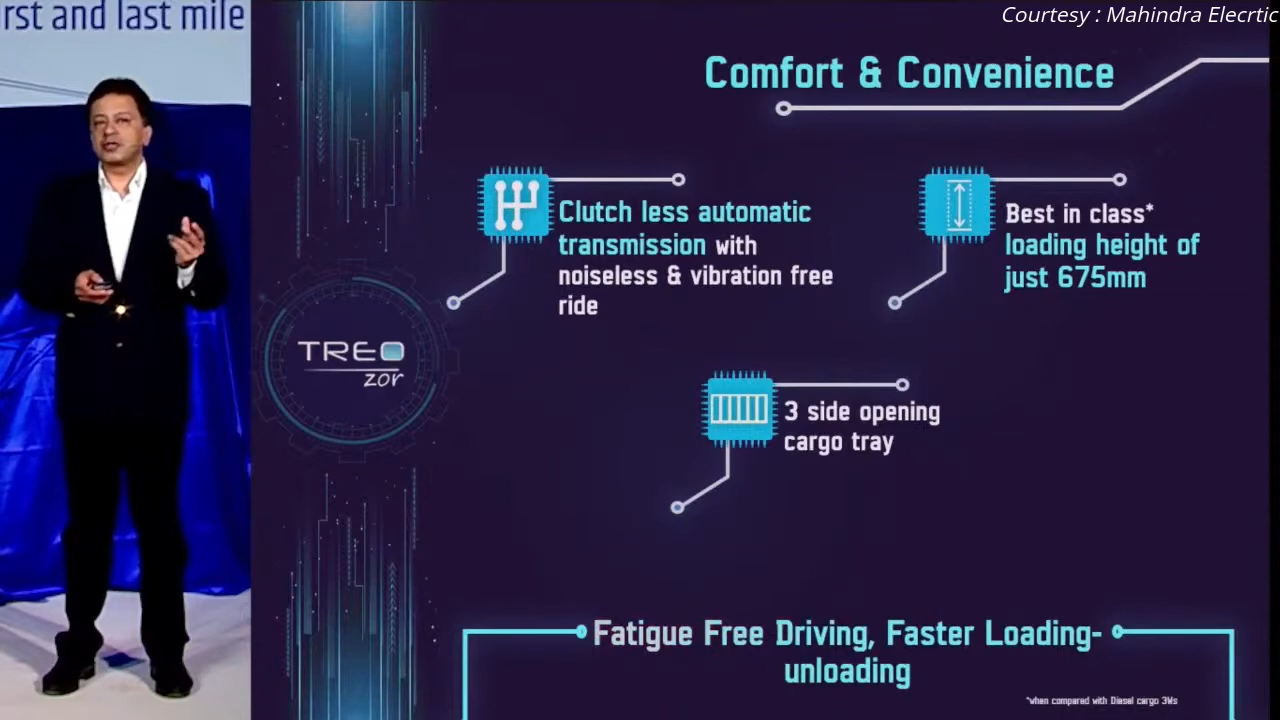 rst and last mile
Courtesy : Mahindra Elecrtic
Comfort & Convenience
Clutch less automatic
transmission with
noiseless & vibration free
ride
Best in class*
loading height of
just 675mm
TREO
zor
3 side opening
cargo tray
Fatigue Free Driving, Faster Loading-
unloading
*when compared with Diesel cargo 3Ws